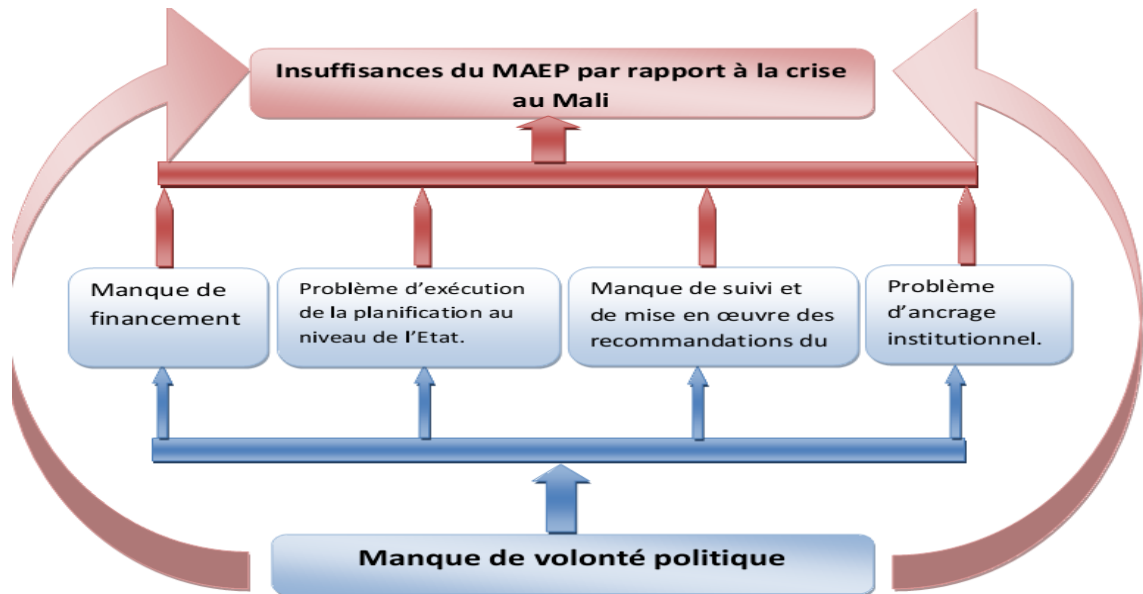 Insuffisances du MAEP par rapport à la crise
au Mali
Manque de
financement
Problème d’exécution
de la planification au
niveau de l’Etat.
Manque de suivi et
de mise en œuvre des
recommandations du
Problème
d’ancrage
institutionnel.
Manque de volonté politique